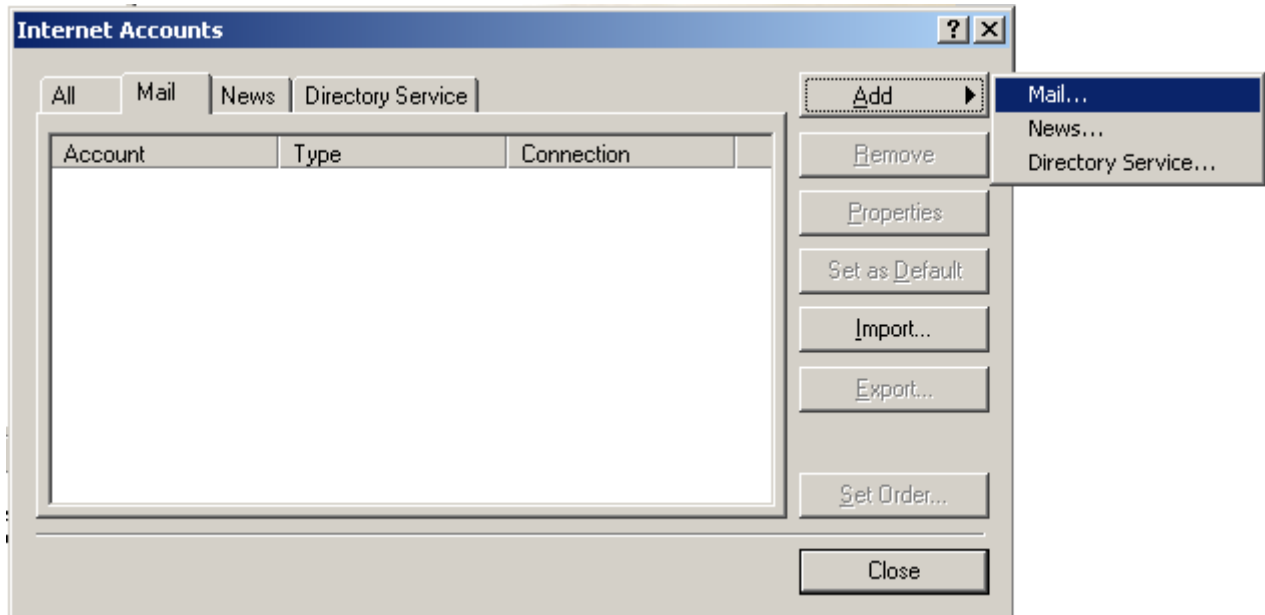 Internet Accounts
All Mail News Directory Service
Account Type Connection
Add
Remove
Properties
Set as Default
Import...
Export...
Set Order...
Close
Mail...
News...
Directory Service...